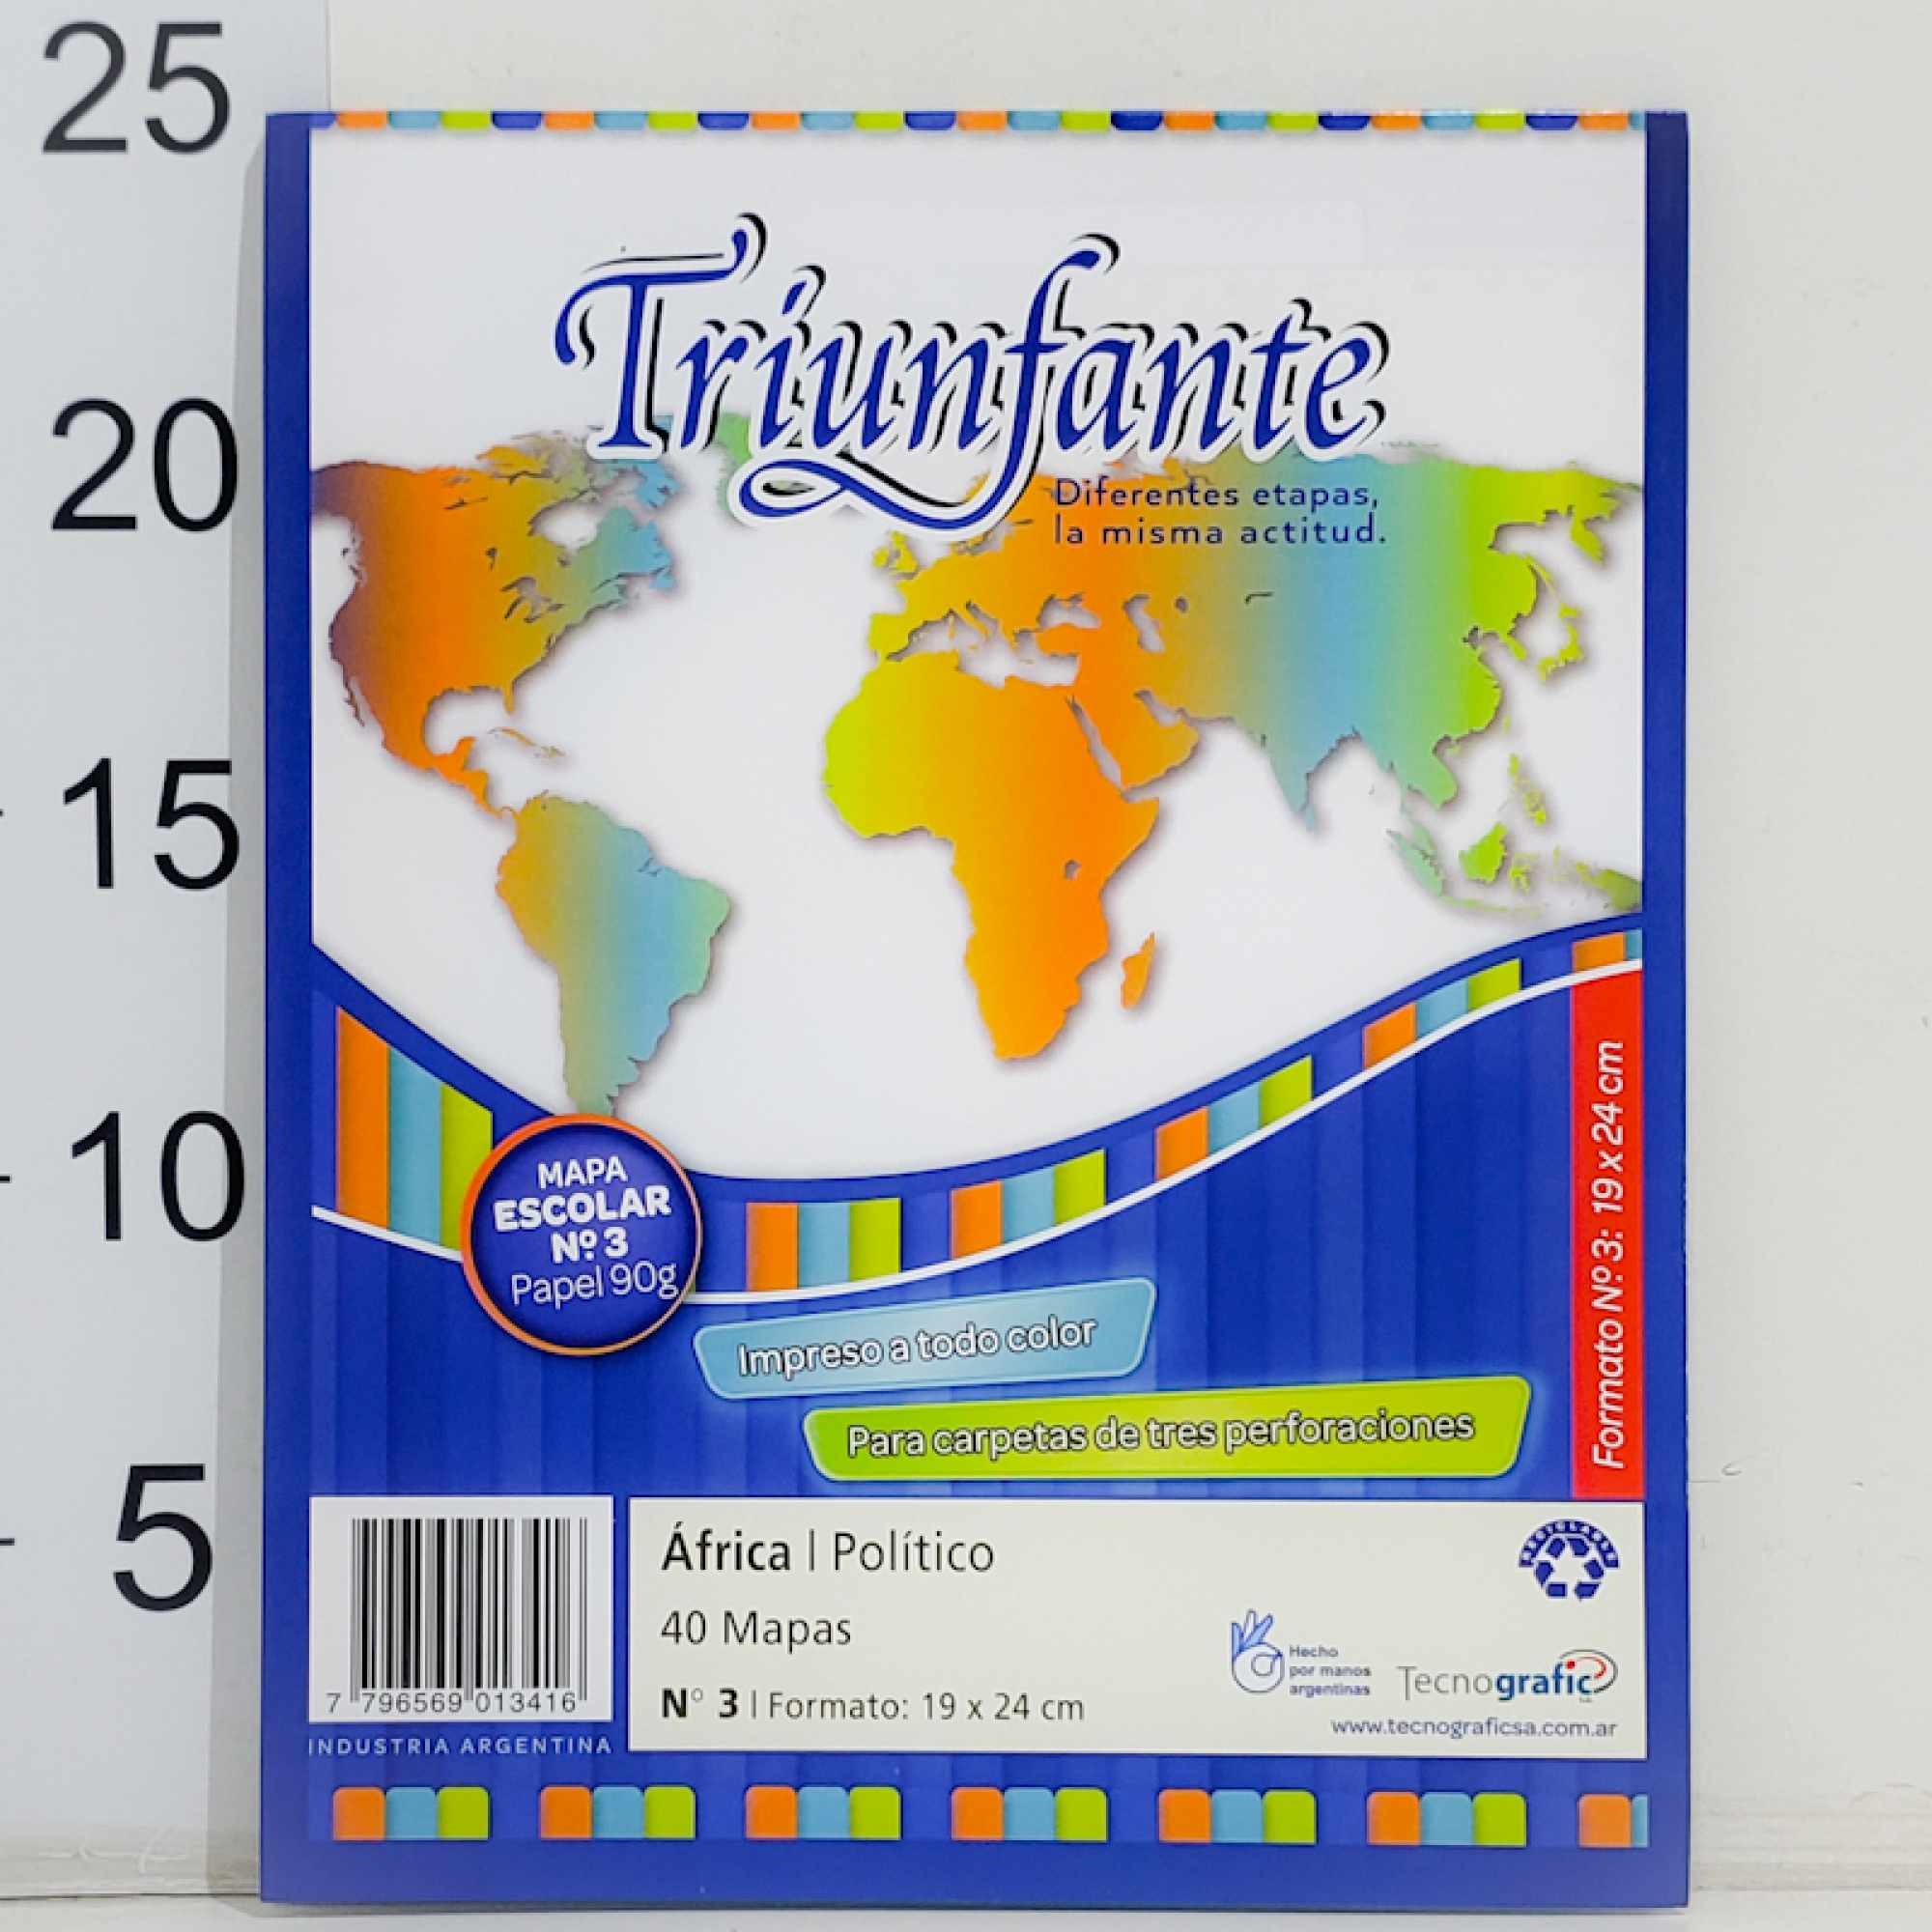 25
20
15
10
5
Triunfante
Diferentes etapas,
la misma actitud.
MAPA
ESCOLAR
Nº 3
Papel 90g
Impreso a todo color
Para carpetas de tres perforaciones
Formato Nº 3: 19 x 24 cm
7 796569 013416
INDUSTRIA ARGENTINA
África | Político
40 Mapas
N° 3 | Formato: 19 x 24 cm
RECICLABLE
Hecho
por manos
argentinas
Tecnografic
www.tecnograficsa.com.ar